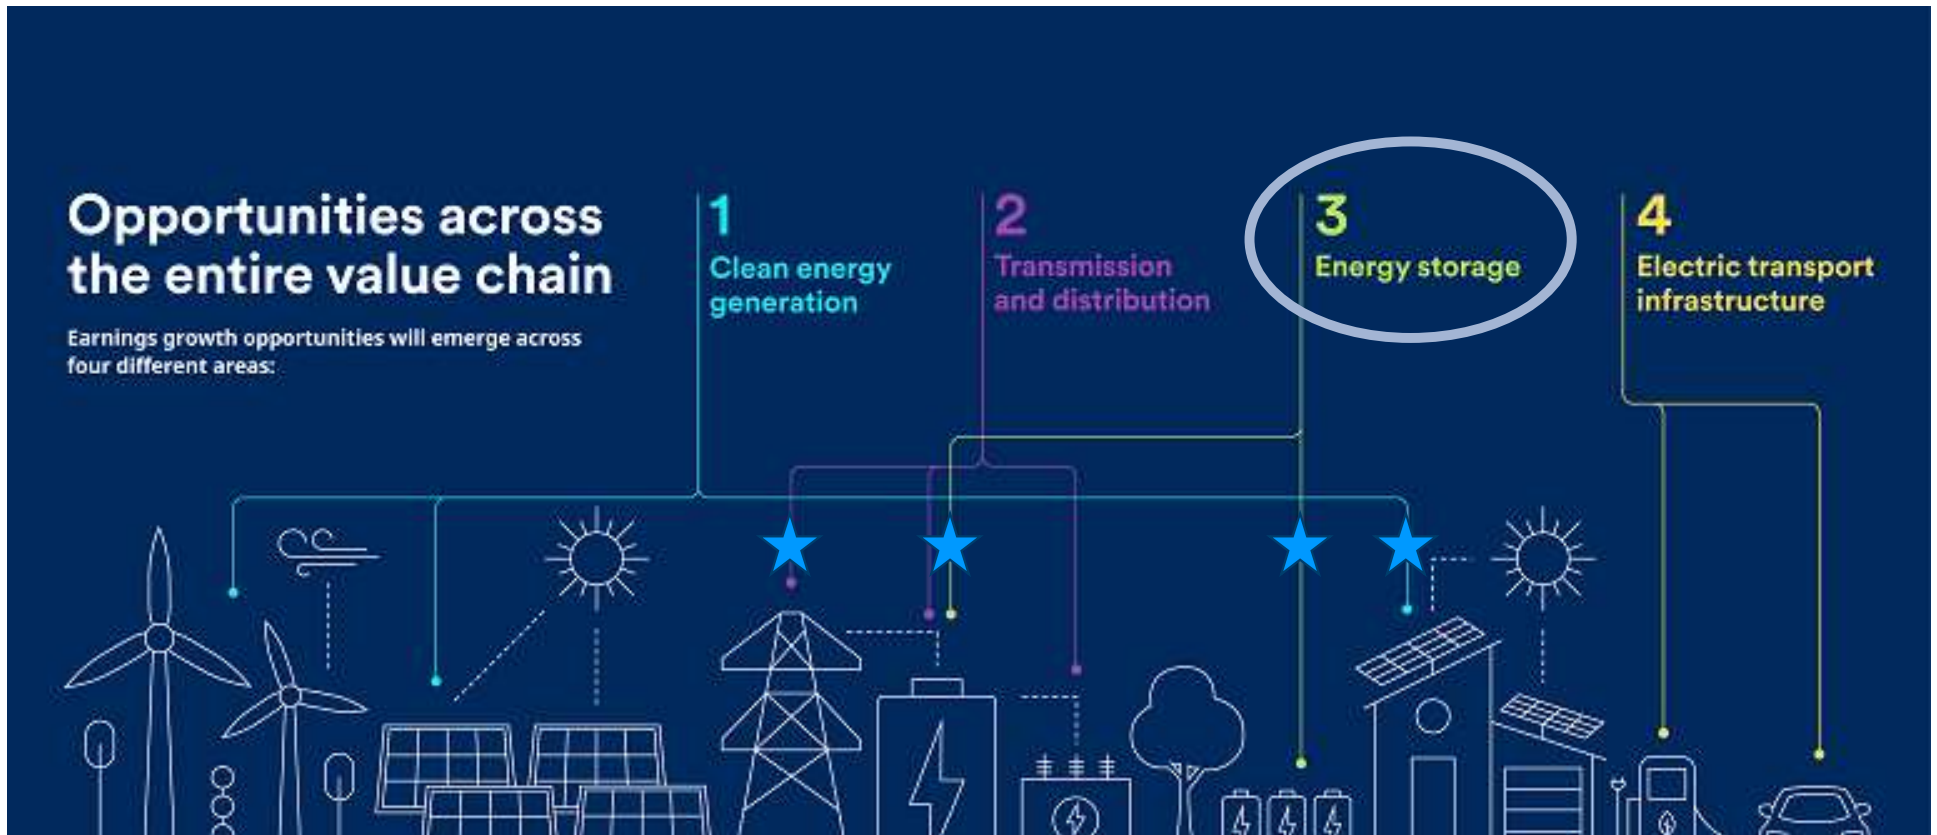 Opportunities across
the entire value chain
Earnings growth opportunities will emerge across
four different areas:
1
Clean energy
generation
2
Transmission
and distribution
3
Energy storage
4
Electric transport
infrastructure